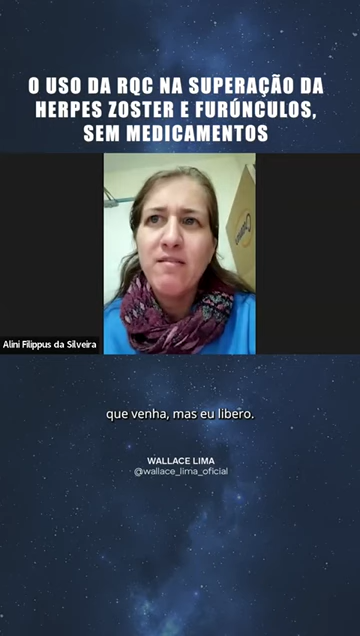 O USO DA RQC NA SUPERAÇÃO DA
HERPES ZOSTER E FURÚNCULOS,
SEM MEDICAMENTOS
Alini Filippus da Silveira
que venha, mas eu libero.
WALLACE LIMA
@wallace_lima_oficial